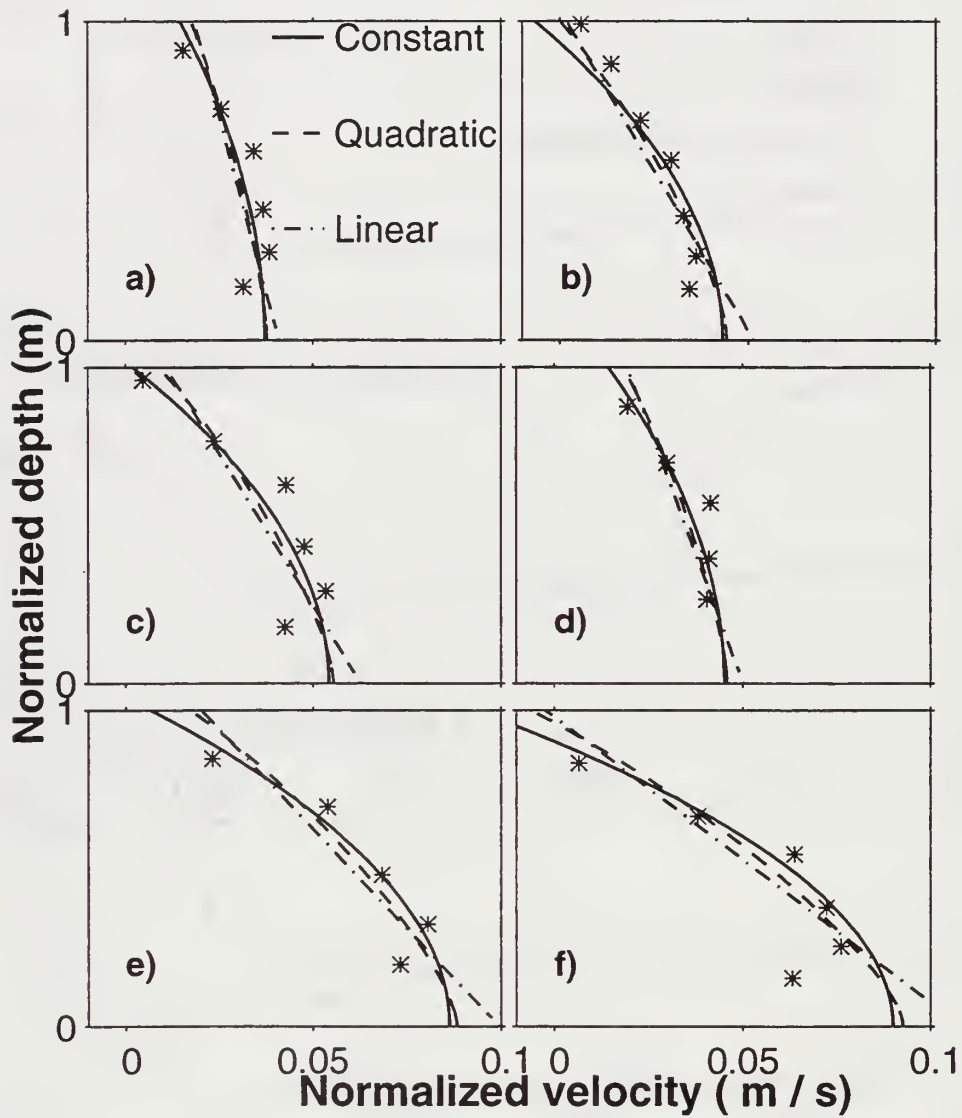 1
Constant
Quadratic
Linear
a)
b)
0
1
c)
d)
0
1
e)
f)
0
0
0.05
0.1
0
0.05
0.1
Normalized depth (m)
Normalized velocity ( m / s)